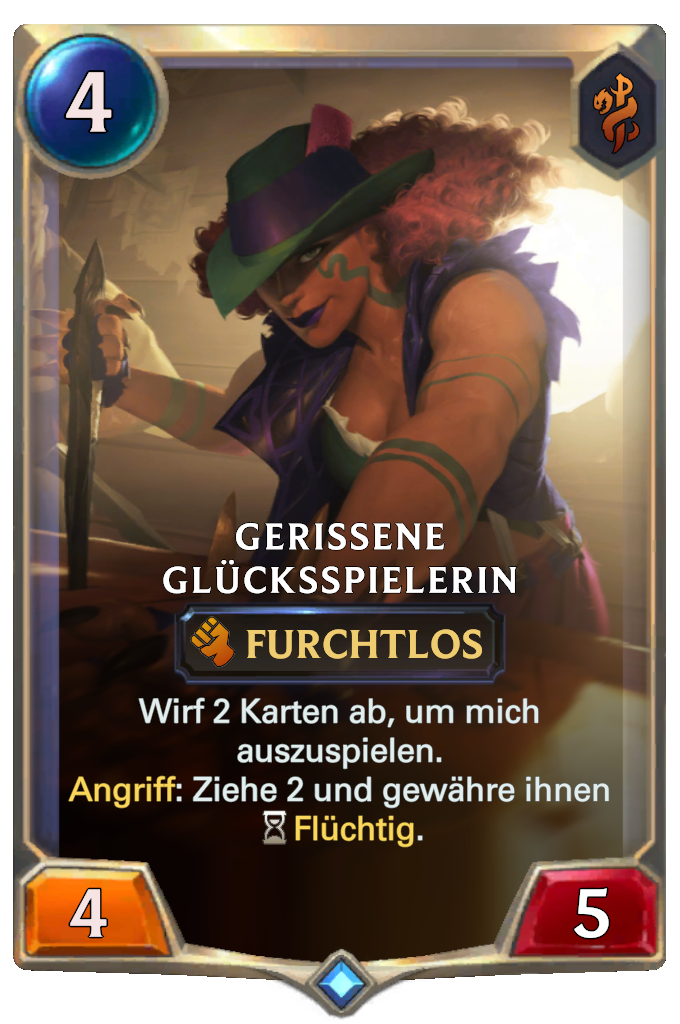 4
GERISSENE
GLÜCKSSPIELERIN
FURCHTLOS
Wirf 2 Karten ab, um mich
auszuspielen.
Angriff: Ziehe 2 und gewähre ihnen
Flüchtig.
4
5